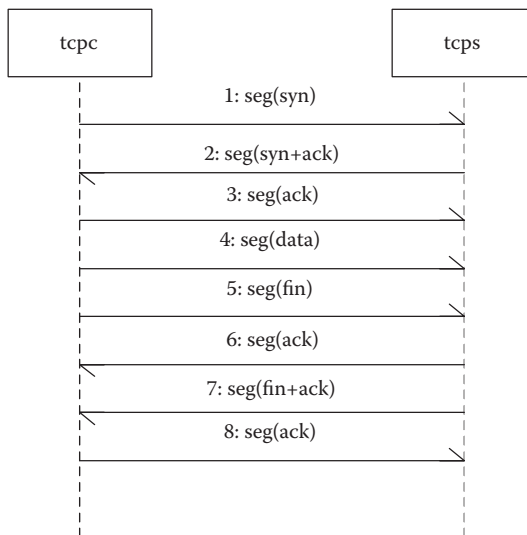 tcpc
tcps
1: seg(syn)
2: seg(syn+ack)
3: seg(ack)
4: seg(data)
5: seg(fin)
6: seg(ack)
7: seg(fin+ack)
8: seg(ack)